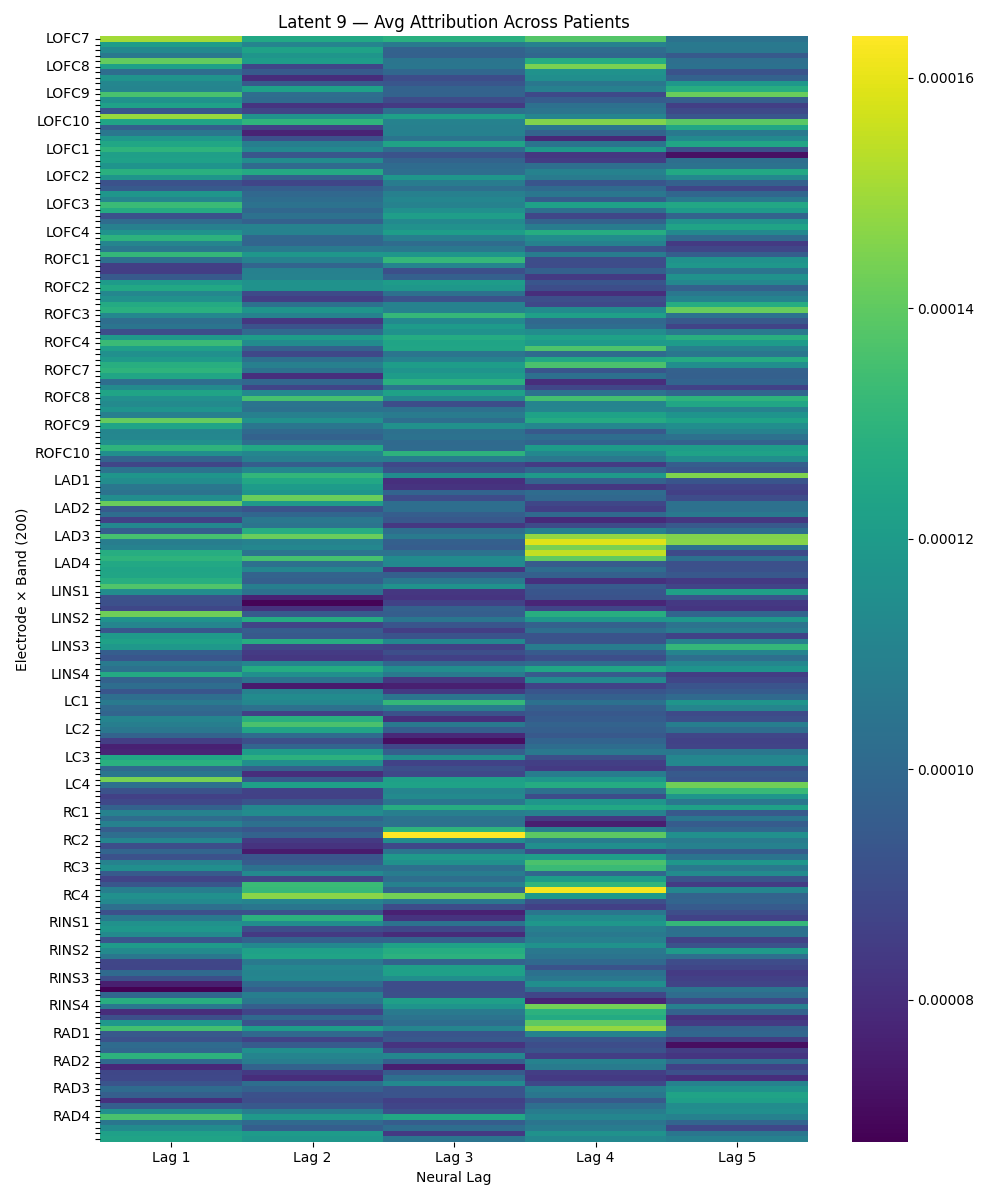 Latent 9 — Avg Attribution Across Patients
Electrode × Band (200)
LOFC7
LOFC8
LOFC9
LOFC10
LOFC1
LOFC2
LOFC3
LOFC4
ROFC1
ROFC2
ROFC3
ROFC4
ROFC7
ROFC8
ROFC9
ROFC10
LAD1
LAD2
LAD3
LAD4
LINS1
LINS2
LINS3
LINS4
LC1
LC2
LC3
LC4
RC1
RC2
RC3
RC4
RINS1
RINS2
RINS3
RINS4
RAD1
RAD2
RAD3
RAD4
Lag 1 Lag 2 Lag 3 Lag 4 Lag 5
Neural Lag
0.00016
0.00014
0.00012
0.00010
0.00008